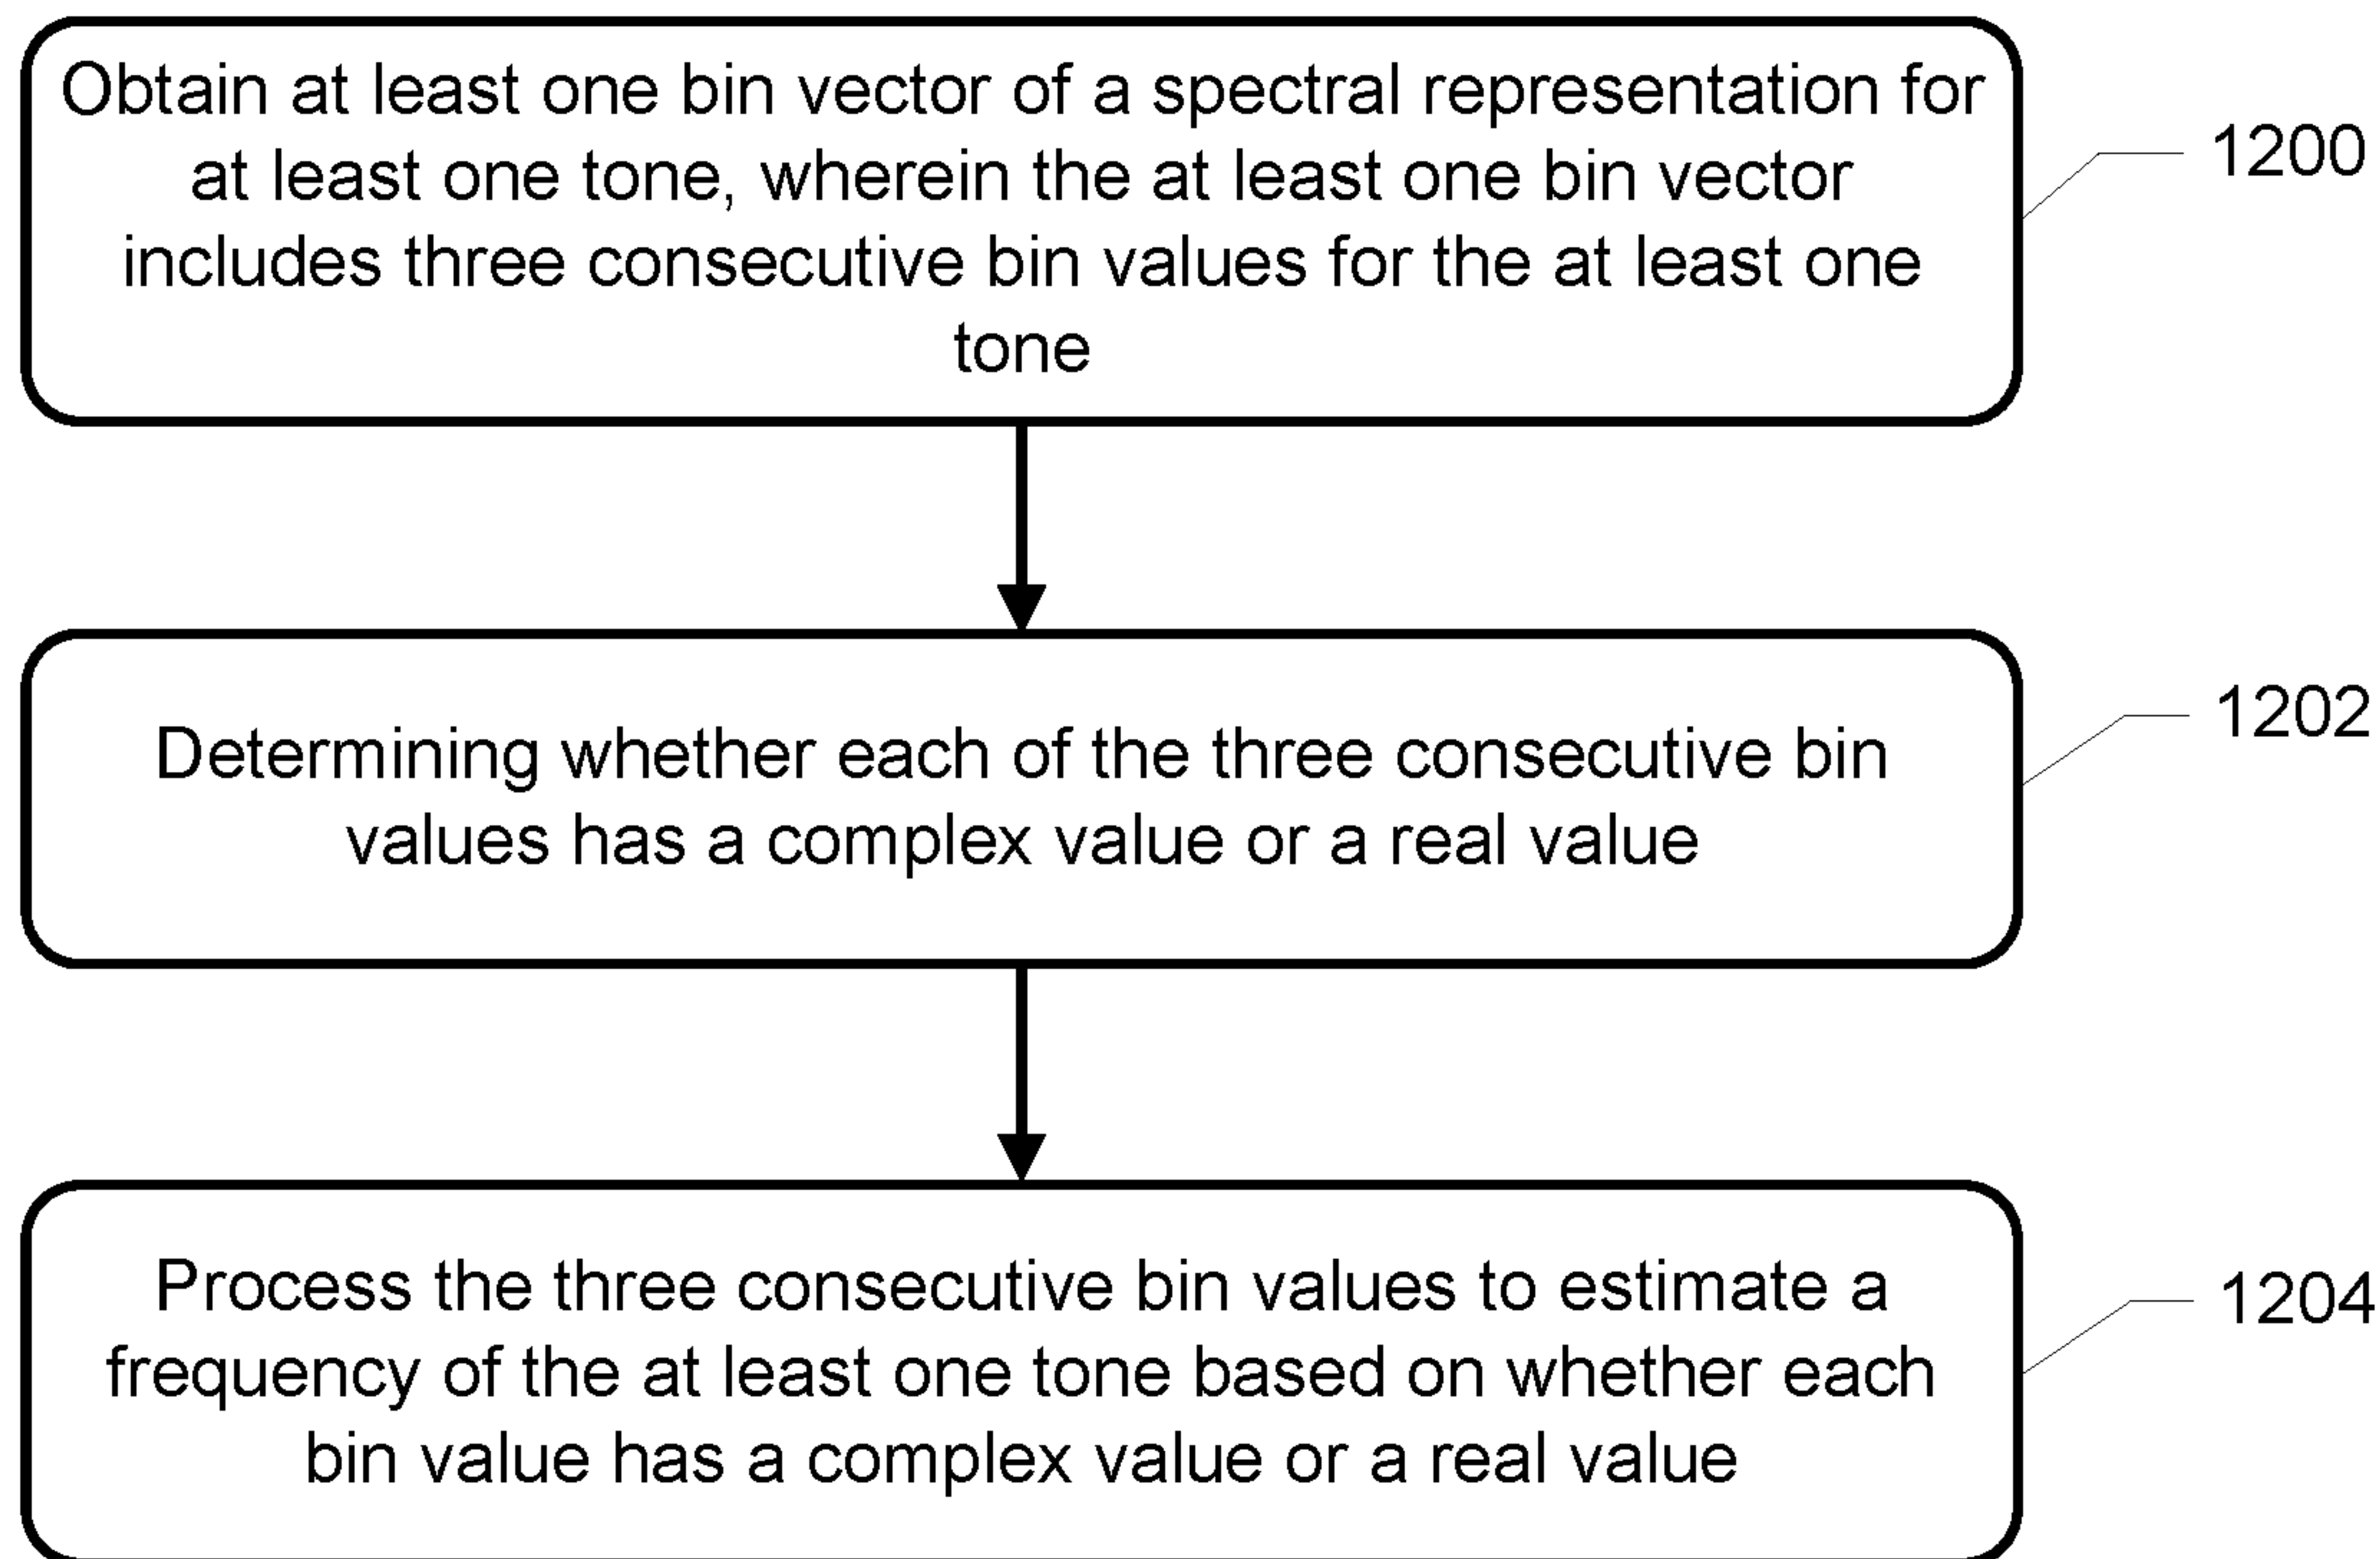 Obtain at least one bin vector of a spectral representation for
at least one tone, wherein the at least one bin vector
includes three consecutive bin values for the at least one
tone
1200
Determining whether each of the three consecutive bin
values has a complex value or a real value
1202
Process the three consecutive bin values to estimate a
frequency of the at least one tone based on whether each
bin value has a complex value or a real value
1204